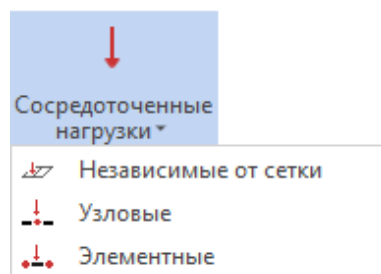 Сосредоточенные
нагрузки
Независимые от сетки
Узловые
Элементные